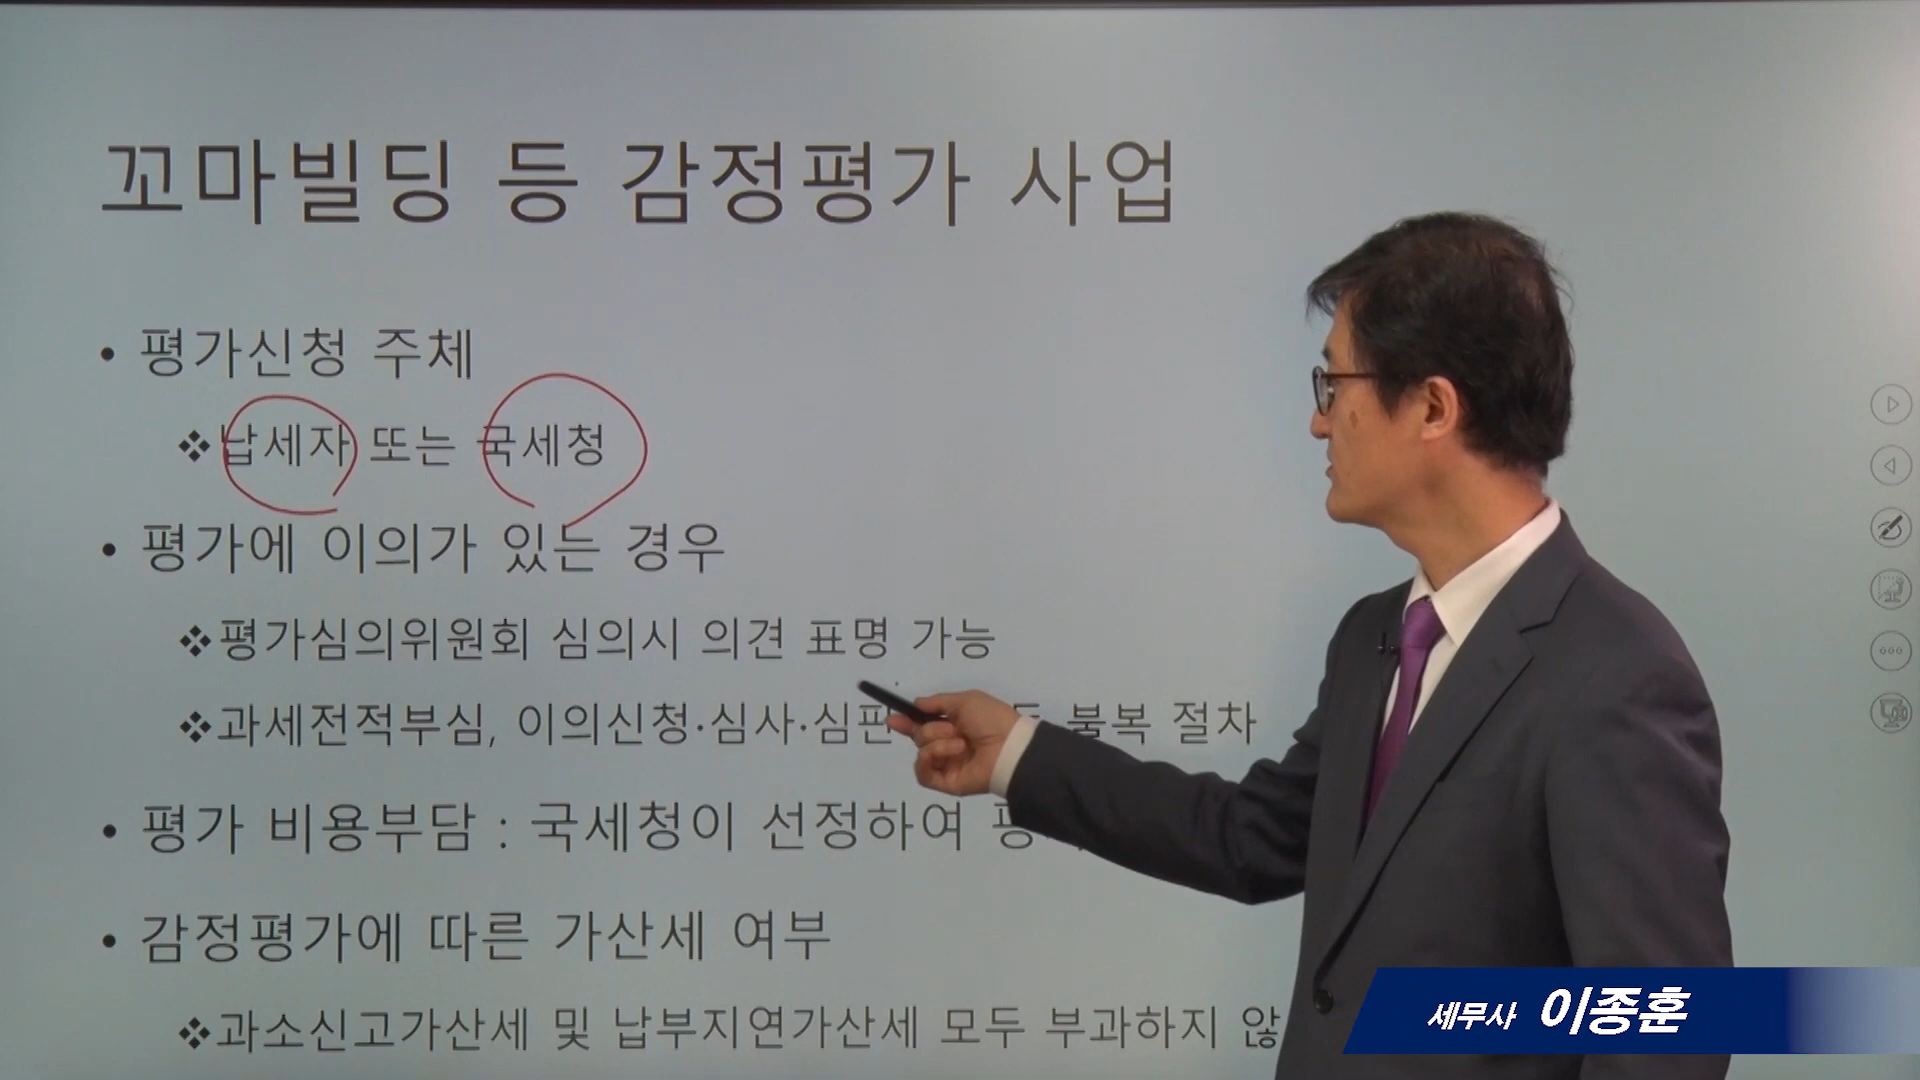 꼬마빌딩 등 감정평가 사업
• 평가신청 주체
❖납세자 또는 국세청
• 평가에 이의가 있는 경우
❖평가심의위원회 심의시 의견 표명 가능
❖과세전적부심, 이의신청·심사·심판 등 불복 절차
• 평가 비용부담 : 국세청이 선정하여
• 감정평가에 따른 가산세 여부
❖과소신고가산세 및 납부지연가산세 모두 부과하지 않
세무사 이종훈